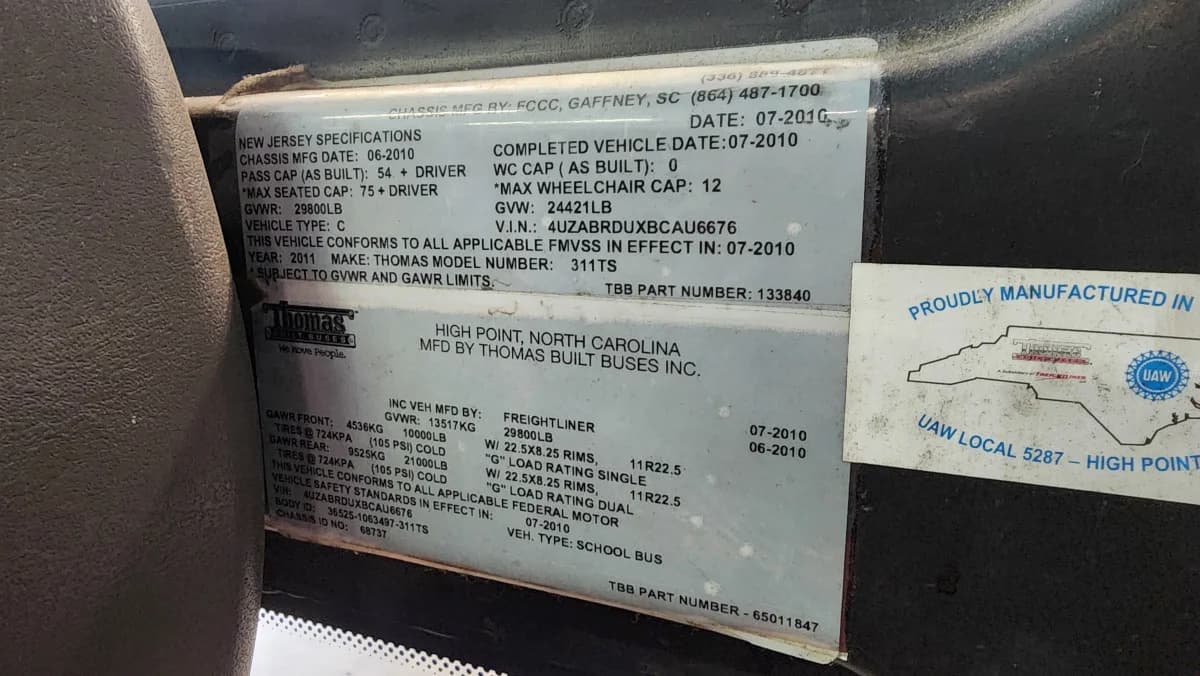 (336) 889-4871
CHASSIS MFG BY: FCCC, GAFFNEY, SC (864) 487-1700
DATE: 07-2010
NEW JERSEY SPECIFICATIONS
CHASSIS MFG DATE: 06-2010 COMPLETED VEHICLE DATE:07-2010
PASS CAP (AS BUILT): 54 + DRIVER WC CAP ( AS BUILT): 0
*MAX SEATED CAP: 75 + DRIVER *MAX WHEELCHAIR CAP: 12
GVWR: 29800LB GVW: 24421LB
VEHICLE TYPE: C V.I.N.: 4UZABRDUXBCAU6676
THIS VEHICLE CONFORMS TO ALL APPLICABLE FMVSS IN EFFECT IN: 07-2010
YEAR: 2011 MAKE: THOMAS MODEL NUMBER: 311TS
* SUBJECT TO GVWR AND GAWR LIMITS.
TBB PART NUMBER: 133840
Thomas
BUILT BUSES
We Move People.
HIGH POINT, NORTH CAROLINA
MFD BY THOMAS BUILT BUSES INC.
07-2010
INC VEH MFD BY: FREIGHTLINER 06-2010
GVWR: 13517KG 29800LB
GAWR FRONT: 4536KG 10000LB W/ 22.5X8.25 RIMS, 11R22.5
TIRES @ 724KPA (105 PSI) COLD "G" LOAD RATING SINGLE
GAWR REAR: 9525KG 21000LB W/ 22.5X8.25 RIMS, 11R22.5
TIRES @ 724KPA (105 PSI) COLD "G" LOAD RATING DUAL
THIS VEHICLE CONFORMS TO ALL APPLICABLE FEDERAL MOTOR
VEHICLE SAFETY STANDARDS IN EFFECT IN: 07-2010
VIN: 4UZABRDUXBCAU6676
BODY ID: 36525-1063497-311TS VEH. TYPE: SCHOOL BUS
CHASSIS ID NO: 68737
TBB PART NUMBER - 65011847
PROUDLY MANUFACTURED IN
THOMAS
UAW
UAW LOCAL 5287 – HIGH POINT